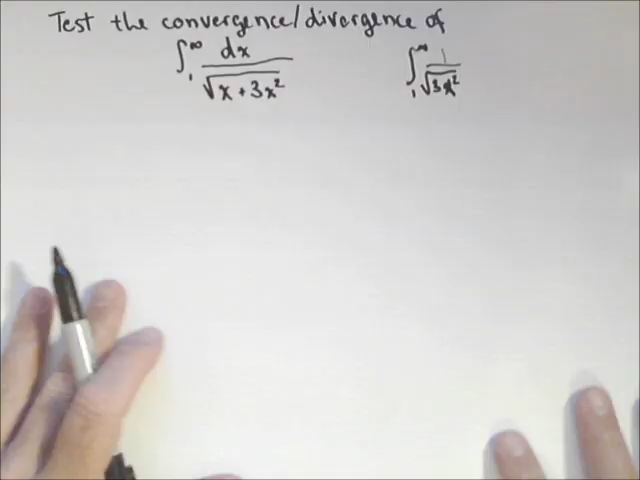 Test the convergence/divergence of
∫₁^∞ dx/√(x + 3x²) ∫₁^∞ 1/√(3x²)